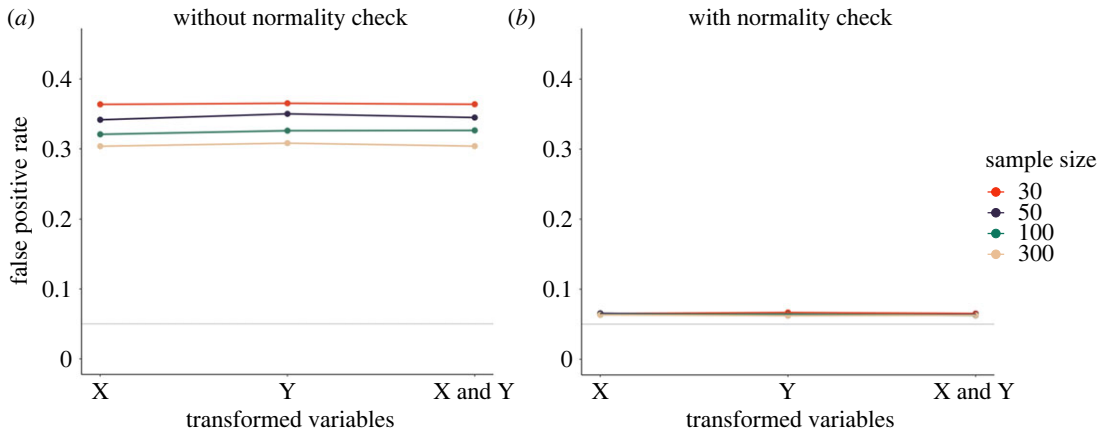 (a) without normality check
0.4
0.3
0.2
0.1
0
false positive rate
X Y X and Y
transformed variables
(b) with normality check
0.4
0.3
0.2
0.1
0
X Y X and Y
transformed variables
sample size
30
50
100
300